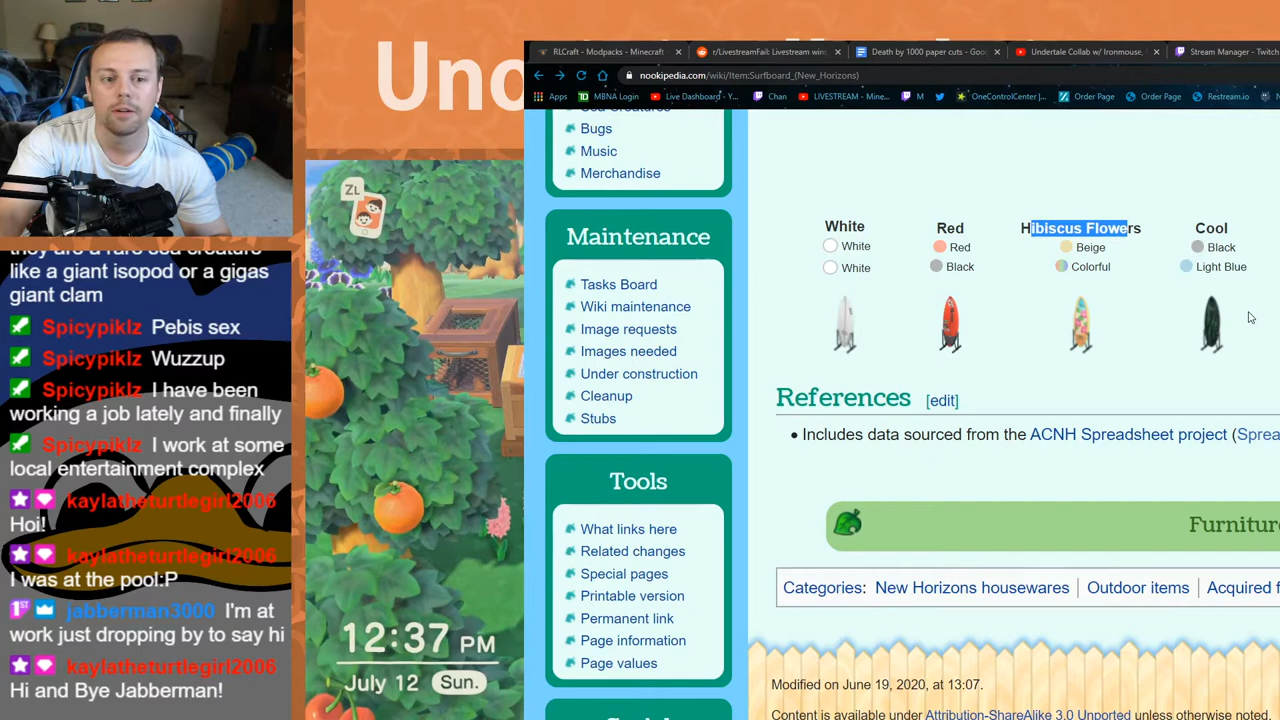 Uno
ZL
they are a rare sea creature
like a giant isopod or a gigas
giant clam
Spicypiklz Pebis sex
Spicypiklz Wuzzup
Spicypiklz I have been
working a job lately and finally
Spicypiklz I work at some
local entertainment complex
kaylatheturtlegirl2006
Hoi!
kaylatheturtlegirl2006
I was at the pool:P
1ST jabberman3000 I'm at
work just dropping by to say hi
kaylatheturtlegirl2006
Hi and Bye Jabberman!
12:37 PM
July 12 Sun.
RLCraft - Modpacks - Minecraft
r/LivestreamFail: Livestream win
Death by 1000 paper cuts - Goo
Undertale Collab w/ Ironmouse,
Stream Manager - Twitch
nookipedia.com/wiki/Item:Surfboard_(New_Horizons)
Apps
MBNA Login
Live Dashboard - Y...
Chan
LIVESTREAM - Mine...
M
OneControlCenter |...
Order Page
Order Page
Restream.io
Bugs
Music
Merchandise
Maintenance
Tasks Board
Wiki maintenance
Image requests
Images needed
Under construction
Cleanup
Stubs
Tools
What links here
Related changes
Special pages
Printable version
Permanent link
Page information
Page values
White
White
White
Red
Red
Black
Hibiscus Flowers
Beige
Colorful
Cool
Black
Light Blue
References [edit]
• Includes data sourced from the ACNH Spreadsheet project (Sprea
Furnitur
Categories: New Horizons housewares | Outdoor items | Acquired f
Modified on June 19, 2020, at 13:07.
Content is available under Attribution-ShareAlike 3.0 Unported unless otherwise noted.